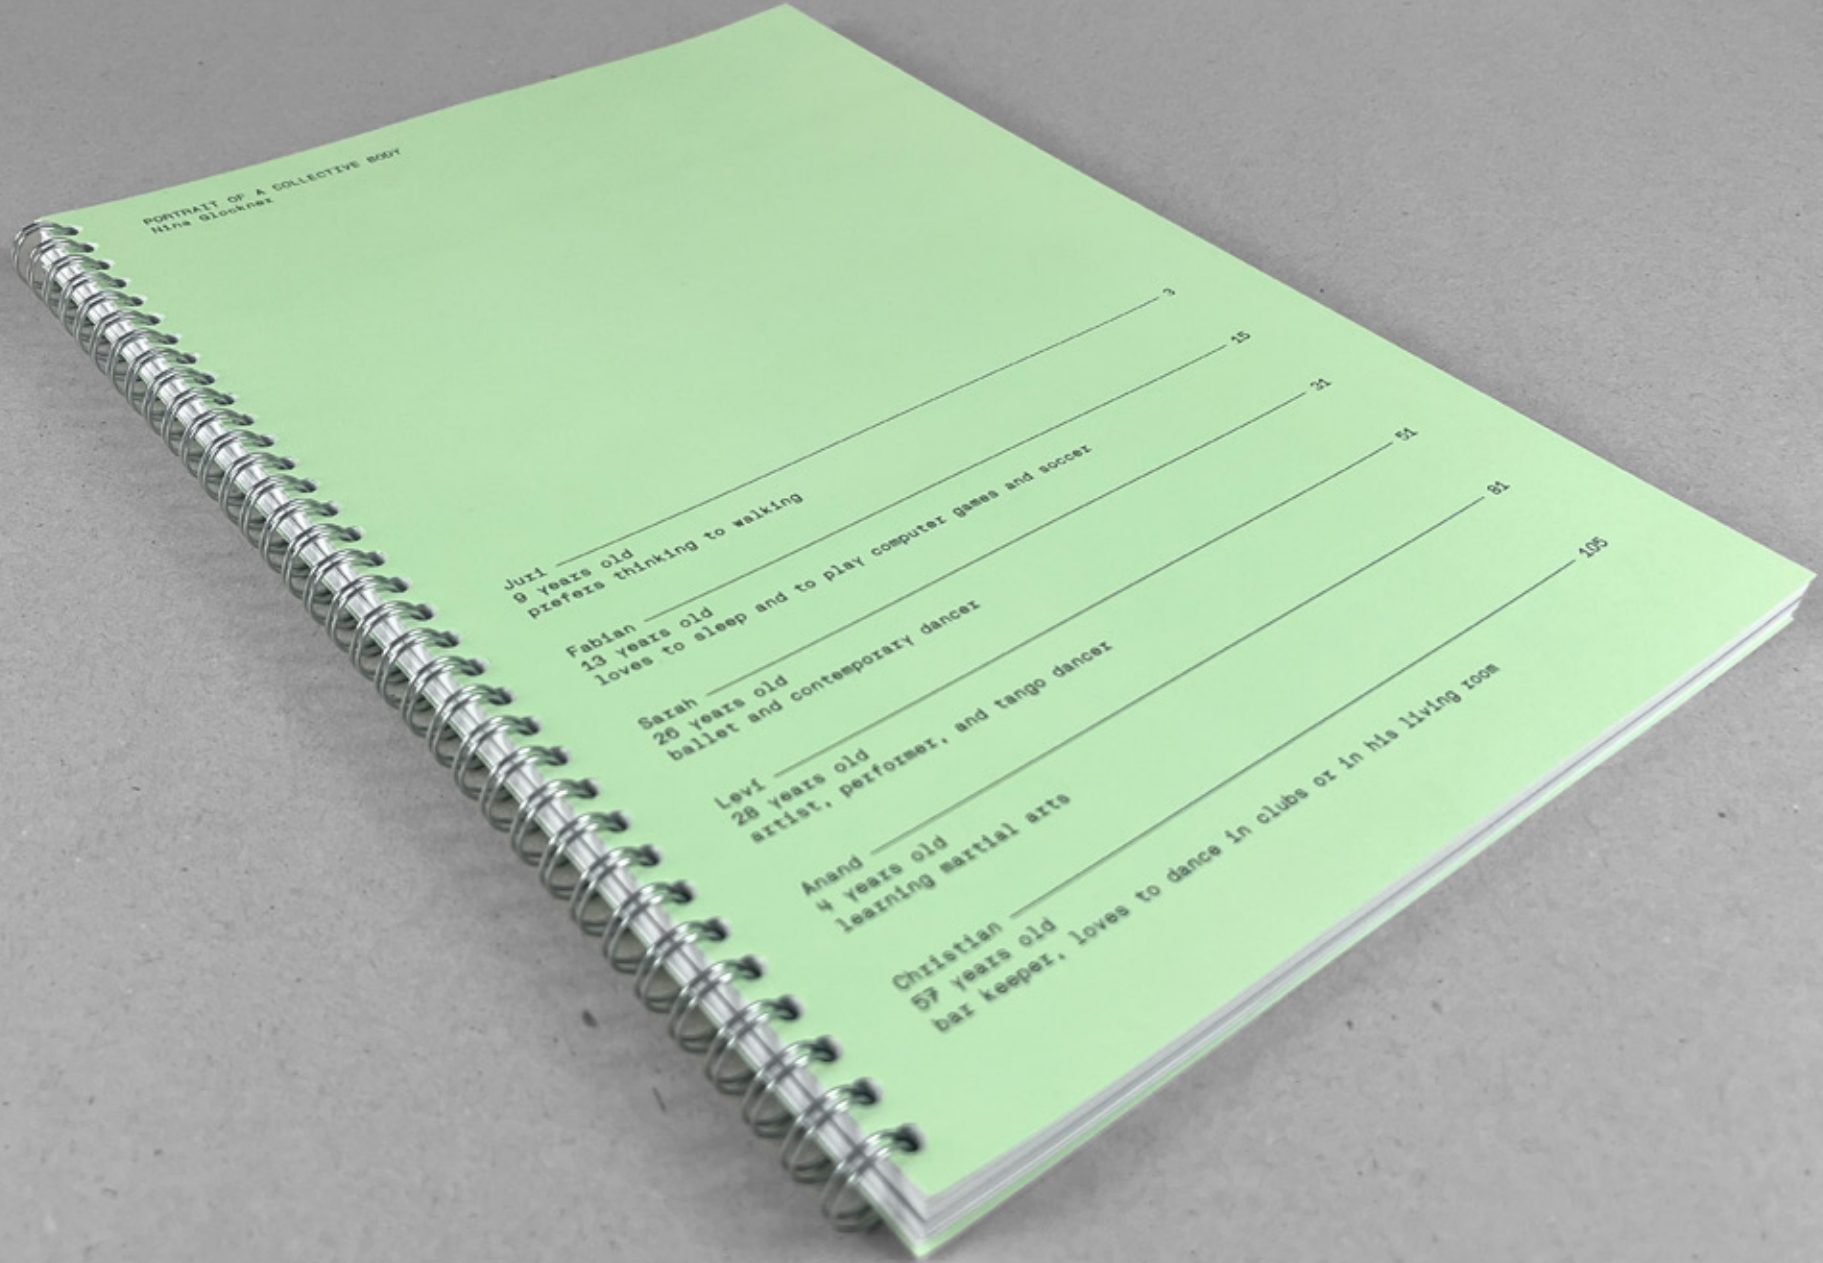 PORTRAIT OF A COLLECTIVE BODY
Nina Glockner
Juri 3
9 years old
prefers thinking to walking
Fabian 15
13 years old
loves to sleep and to play computer games and soccer
Sarah 31
26 years old
ballet and contemporary dancer
Levi 51
28 years old
artist, performer, and tango dancer
Anand 81
4 years old
learning martial arts
Christian 105
57 years old
bar keeper, loves to dance in clubs or in his living room